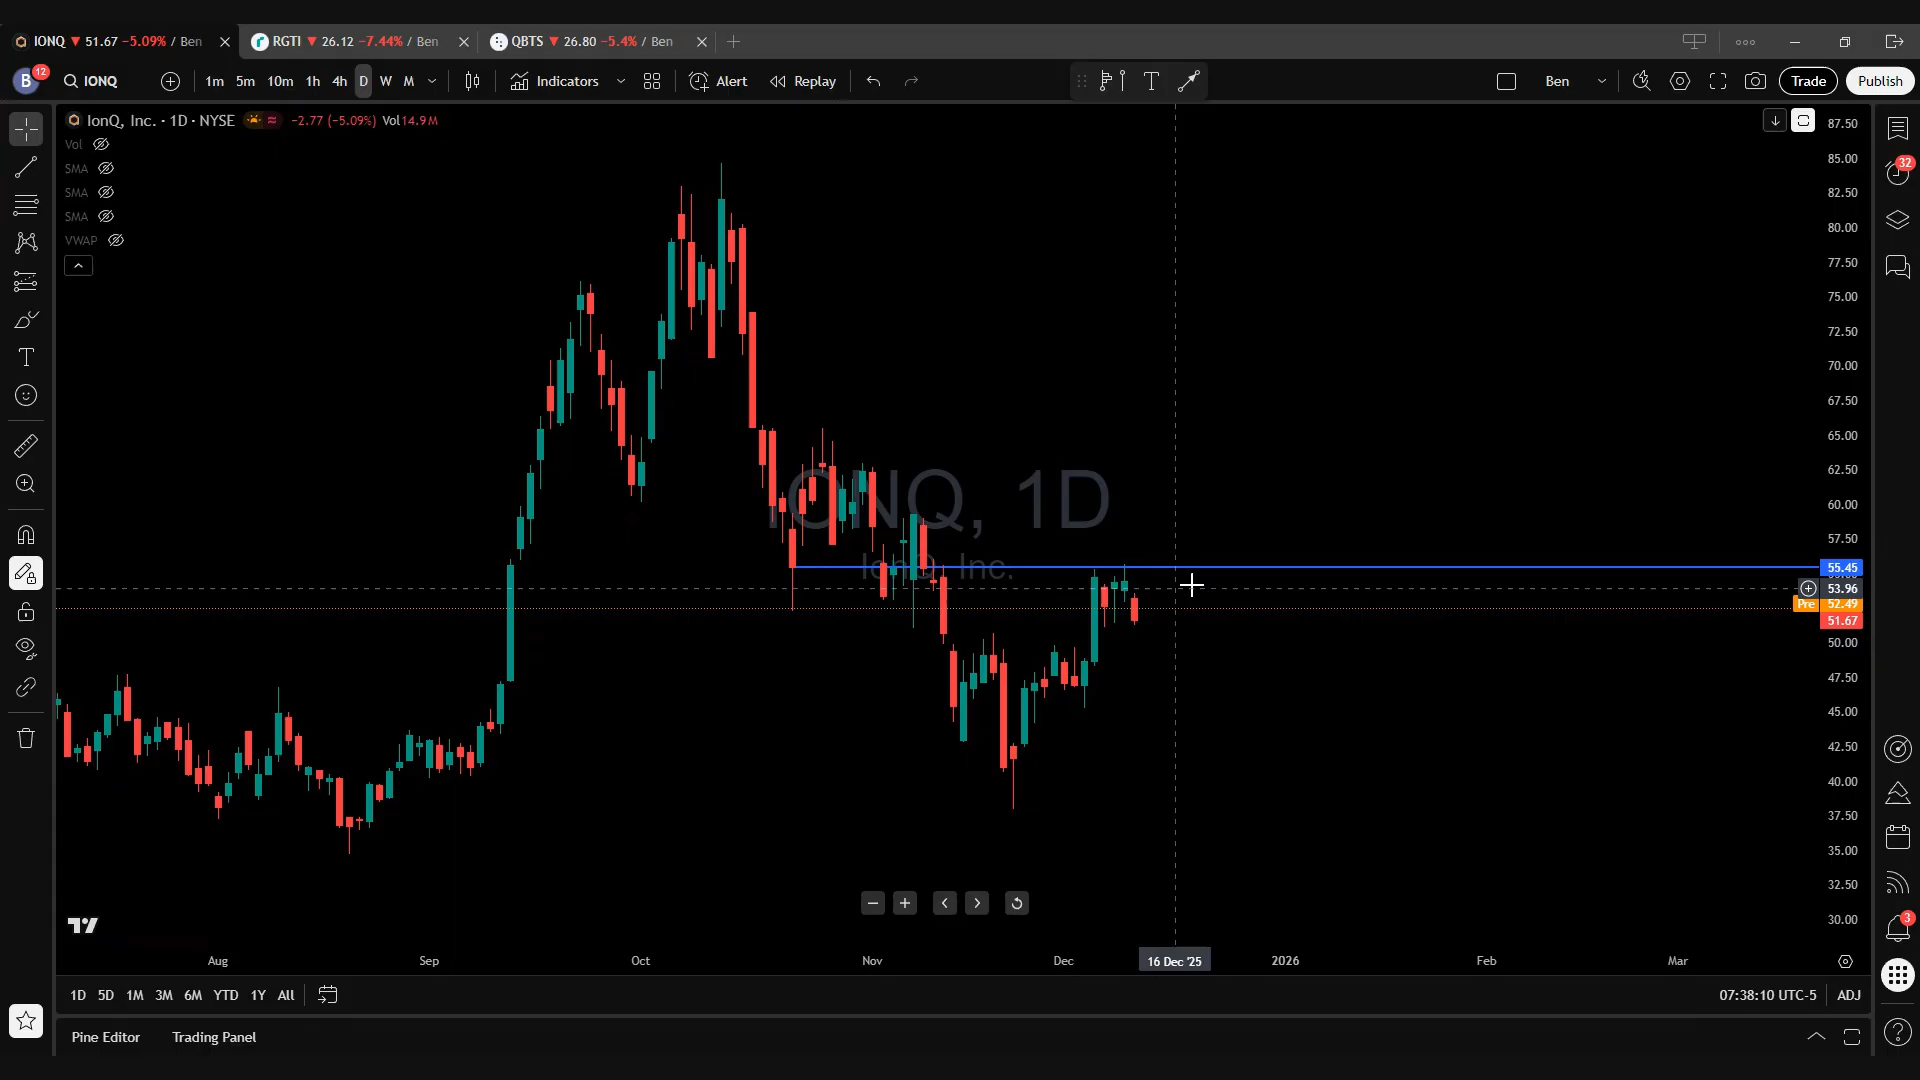 IONQ ▼ 51.67 −5.09% / Ben
RGTI ▼ 26.12 −7.44% / Ben
QBTS ▼ 26.80 −5.4% / Ben
B 12 IONQ 1m 5m 10m 1h 4h D W M Indicators Alert Replay T Ben Trade Publish
IonQ, Inc. · 1D · NYSE −2.77 (−5.09%) Vol14.9M
Vol
SMA
SMA
SMA
VWAP
IONQ, 1D
IonQ Inc.
87.50
85.00
82.50
80.00
77.50
75.00
72.50
70.00
67.50
65.00
62.50
60.00
57.50
55.45
53.96
Pre 52.49
51.67
50.00
47.50
45.00
42.50
40.00
37.50
35.00
32.50
30.00
32
3
Aug Sep Oct Nov Dec 16 Dec '25 2026 Feb Mar
1D 5D 1M 3M 6M YTD 1Y All 07:38:10 UTC-5 ADJ
Pine Editor Trading Panel